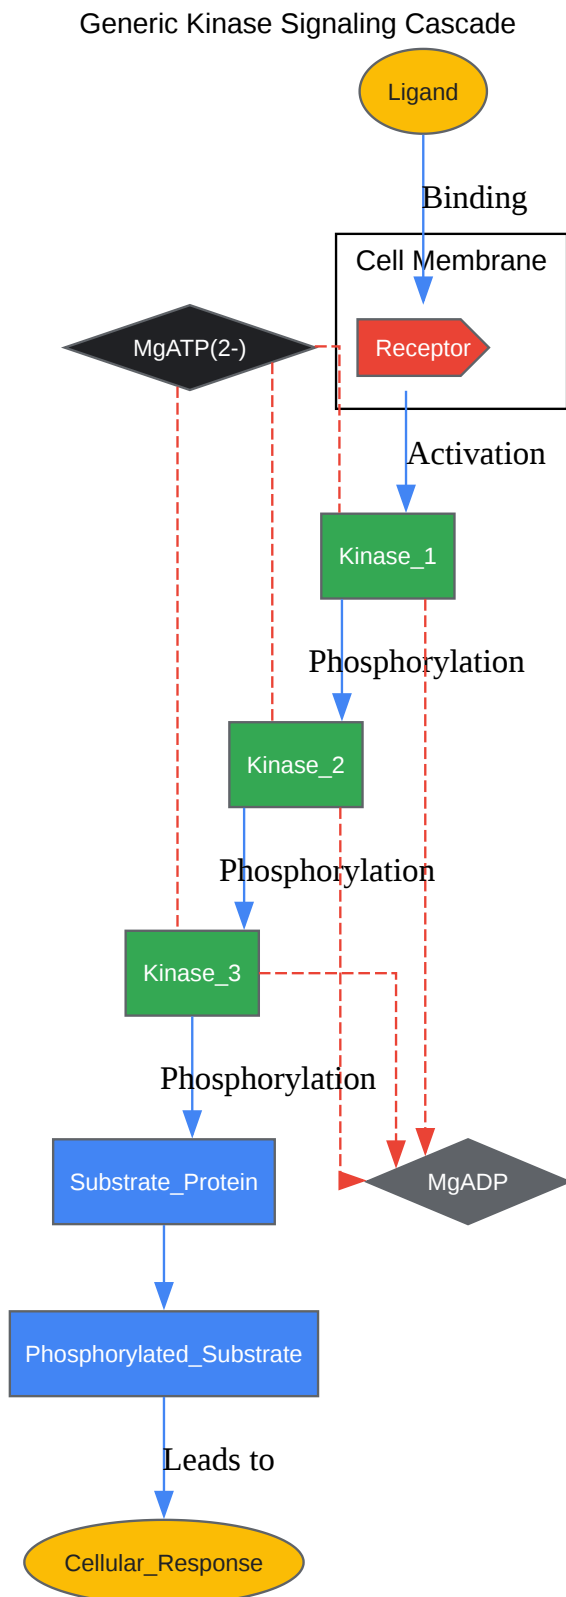 Generic Kinase Signaling Cascade
Ligand
Binding
Cell Membrane
MgATP(2-)
Receptor
Activation
Kinase_1
Phosphorylation
Kinase_2
Phosphorylation
Kinase_3
Phosphorylation
Substrate_Protein
MgADP
Phosphorylated_Substrate
Leads to
Cellular_Response